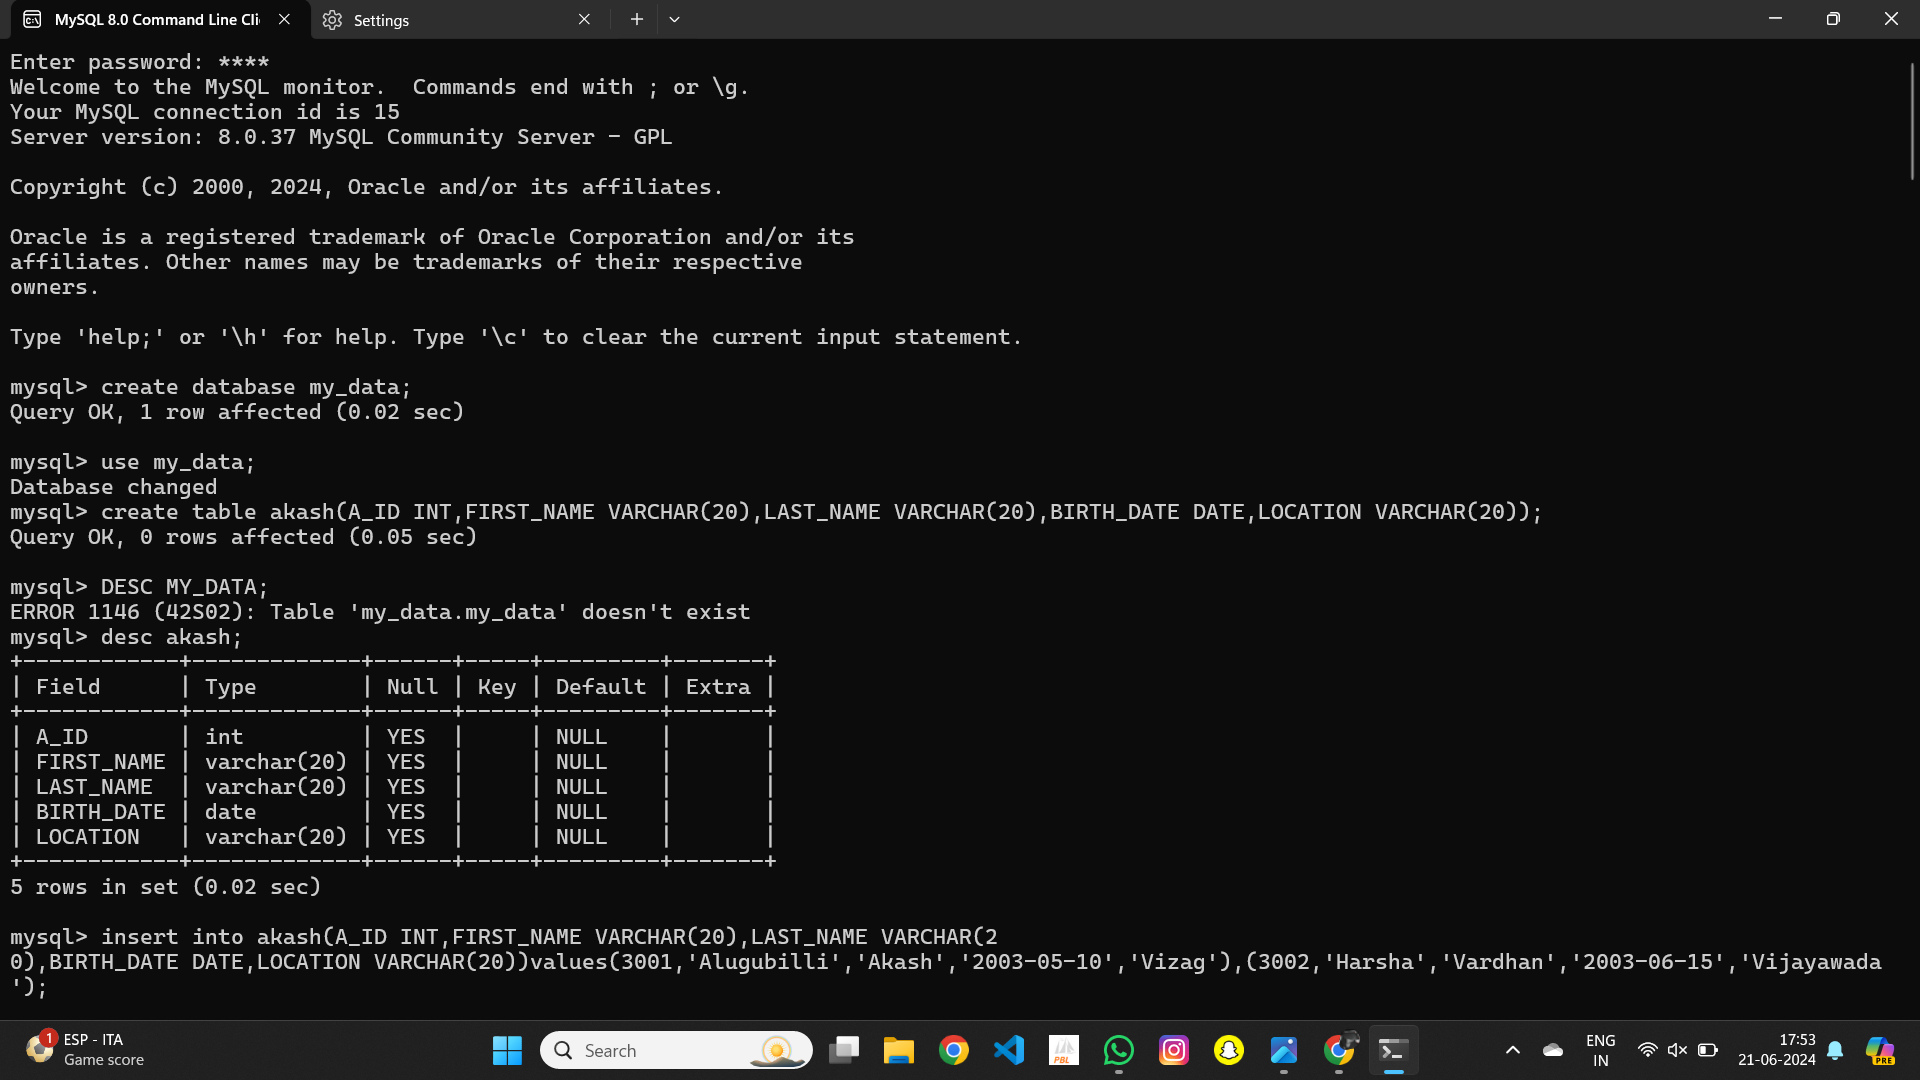 MySQL 8.0 Command Line Cli
Settings
Enter password: ****
Welcome to the MySQL monitor.  Commands end with ; or \g.
Your MySQL connection id is 15
Server version: 8.0.37 MySQL Community Server - GPL

Copyright (c) 2000, 2024, Oracle and/or its affiliates.

Oracle is a registered trademark of Oracle Corporation and/or its
affiliates. Other names may be trademarks of their respective
owners.

Type 'help;' or '\h' for help. Type '\c' to clear the current input statement.

mysql> create database my_data;
Query OK, 1 row affected (0.02 sec)

mysql> use my_data;
Database changed
mysql> create table akash(A_ID INT,FIRST_NAME VARCHAR(20),LAST_NAME VARCHAR(20),BIRTH_DATE DATE,LOCATION VARCHAR(20));
Query OK, 0 rows affected (0.05 sec)

mysql> DESC MY_DATA;
ERROR 1146 (42S02): Table 'my_data.my_data' doesn't exist
mysql> desc akash;
+------------+-------------+------+-----+---------+-------+
| Field      | Type        | Null | Key | Default | Extra |
+------------+-------------+------+-----+---------+-------+
| A_ID       | int         | YES  |     | NULL    |       |
| FIRST_NAME | varchar(20) | YES  |     | NULL    |       |
| LAST_NAME  | varchar(20) | YES  |     | NULL    |       |
| BIRTH_DATE | date        | YES  |     | NULL    |       |
| LOCATION   | varchar(20) | YES  |     | NULL    |       |
+------------+-------------+------+-----+---------+-------+
5 rows in set (0.02 sec)

mysql> insert into akash(A_ID INT,FIRST_NAME VARCHAR(20),LAST_NAME VARCHAR(2
0),BIRTH_DATE DATE,LOCATION VARCHAR(20))values(3001,'Alugubilli','Akash','2003-05-10','Vizag'),(3002,'Harsha','Vardhan','2003-06-15','Vijayawada
');
1
ESP - ITA
Game score
Search
PBL
ENG
IN
17:53
21-06-2024
PRE